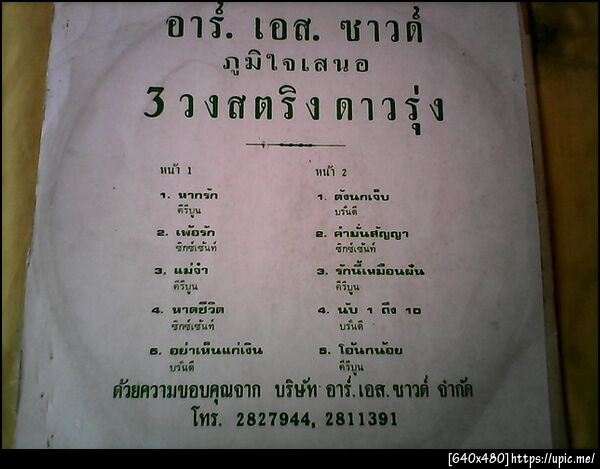 อาร์. เอส. ซาวด์
ภูมิใจเสนอ
3 วงสตริงดาวรุ่ง
หน้า 1
1. หากรัก
คีรีบูน
2. เพ้อรัก
ซิกซ์เซ้นท์
3. แม่จ๋า
คีรีบูน
4. หาดชีวิต
ซิกซ์เซ้นท์
5. อย่าเห็นแก่เงิน
บรั่นดี
หน้า 2
1. ดังนกเจ็บ
บรั่นดี
2. คำมั่นสัญญา
ซิกซ์เซ้นท์
3. รักนี้เหมือนฝัน
คีรีบูน
4. นับ 1 ถึง 10
บรั่นดี
5. โอ้นกน้อย
คีรีบูน
ด้วยความขอบคุณจาก บริษัท อาร์.เอส.ซาวด์ จำกัด
โทร. 2827944, 2811391
[640x480]https://upic.me/